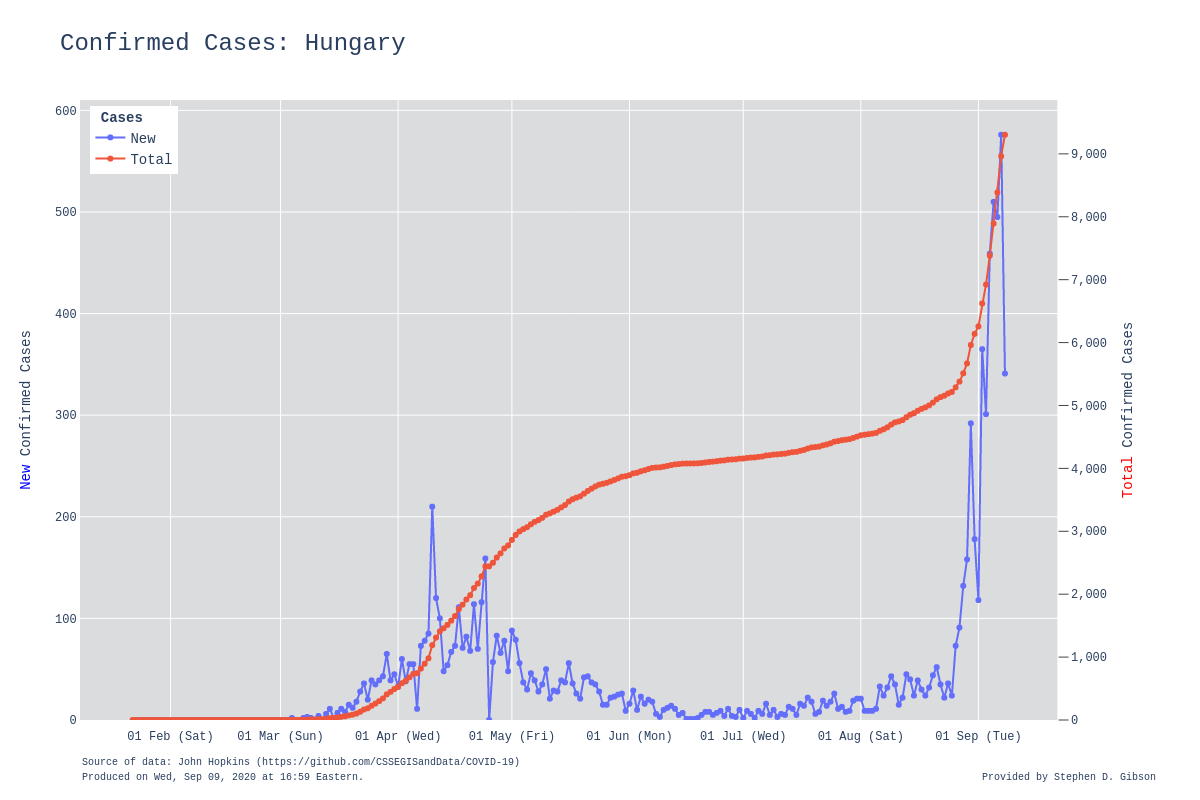 Confirmed Cases: Hungary
Cases
New
Total
600
500
400
300
200
100
0
9,000
8,000
7,000
6,000
5,000
4,000
3,000
2,000
1,000
0
New Confirmed Cases
Total Confirmed Cases
01 Feb (Sat) 01 Mar (Sun) 01 Apr (Wed) 01 May (Fri) 01 Jun (Mon) 01 Jul (Wed) 01 Aug (Sat) 01 Sep (Tue)
Source of data: John Hopkins (https://github.com/CSSEGISandData/COVID-19)
Produced on Wed, Sep 09, 2020 at 16:59 Eastern.
Provided by Stephen D. Gibson